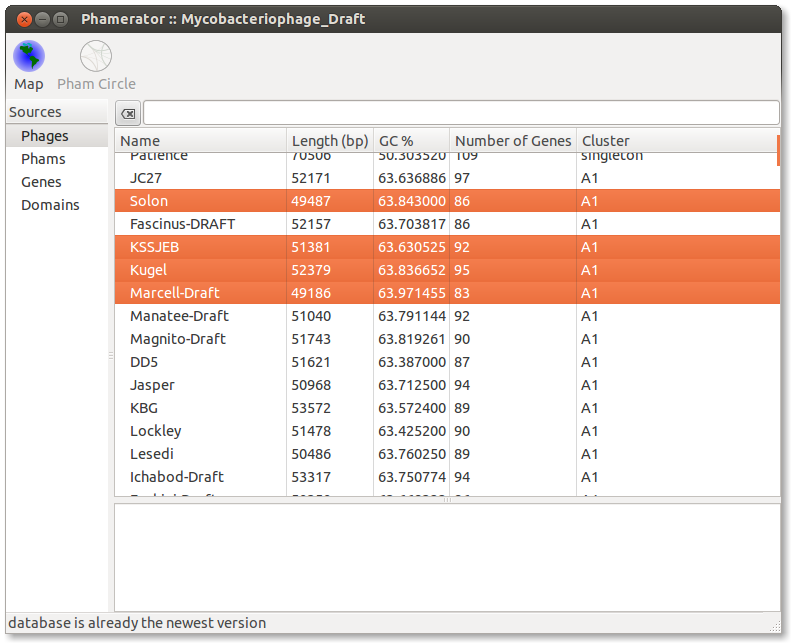 Phamerator :: Mycobacteriophage_Draft
Map Pham Circle
Sources
Phages
Phams
Genes
Domains
Name Length (bp) GC % Number of Genes Cluster
Patience 70506 50.303520 109 singleton
JC27 52171 63.636886 97 A1
Solon 49487 63.843000 86 A1
Fascinus-DRAFT 52157 63.703817 86 A1
KSSJEB 51381 63.630525 92 A1
Kugel 52379 63.836652 95 A1
Marcell-Draft 49186 63.971455 83 A1
Manatee-Draft 51040 63.791144 92 A1
Magnito-Draft 51743 63.819261 90 A1
DD5 51621 63.387000 87 A1
Jasper 50968 63.712500 94 A1
KBG 53572 63.572400 89 A1
Lockley 51478 63.425200 90 A1
Lesedi 50486 63.760250 89 A1
Ichabod-Draft 53317 63.750774 94 A1
database is already the newest version